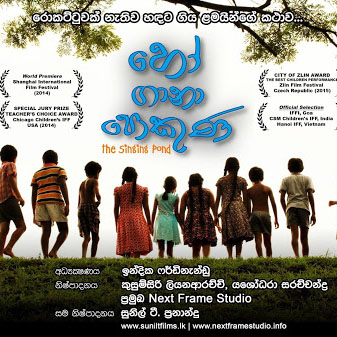 රොකට්ටුවක් නැතිව හඳට ගිය ළමයින්ගේ කථාව...
හෝ
ගානා
පොකුණ
the singing pond
World Premiere
Shanghai International
Film Festival
(2014)
SPECIAL JURY PRIZE
TEACHER'S CHOICE AWARD
Chicago Children's IFF
USA (2014)
CITY OF ZLIN AWARD
THE BEST CHILDREN PERFORMANCE
Zlin Film Festival
Czech Republic (2015)
Official Selection
IFFI, Goa
CSM Children's IFF, India
Hanoi IFF, Vietnam
අධ්‍යක්ෂණය ඉන්දික ෆර්ඩිනැන්ඩු
නිෂ්පාදනය කුසුම්සිරි ලියනආරච්චි, යශෝධරා සරච්චන්ද්‍ර
ප්‍රමුඛ Next Frame Studio
සම නිෂ්පාදනය සුනිල් ටී. ප්‍රනාන්දු
www.suniltfilms.lk | www.nextframestudio.info